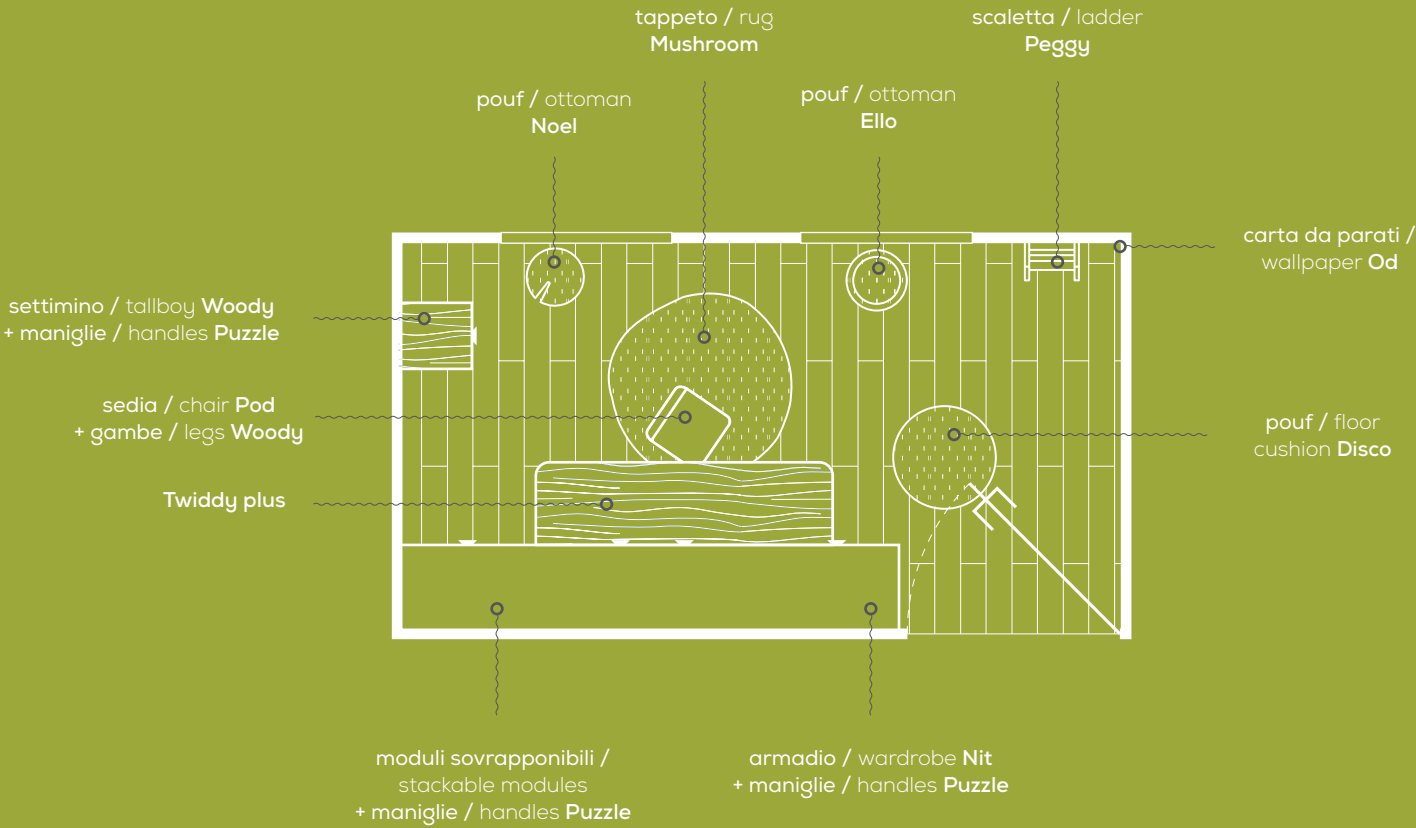 tappeto / rug
Mushroom
scaletta / ladder
Peggy
pouf / ottoman
Noel
pouf / ottoman
Ello
carta da parati /
wallpaper Od
settimino / tallboy Woody
+ maniglie / handles Puzzle
sedia / chair Pod
+ gambe / legs Woody
pouf / floor
cushion Disco
Twiddy plus
moduli sovrapponibili /
stackable modules
+ maniglie / handles Puzzle
armadio / wardrobe Nit
+ maniglie / handles Puzzle